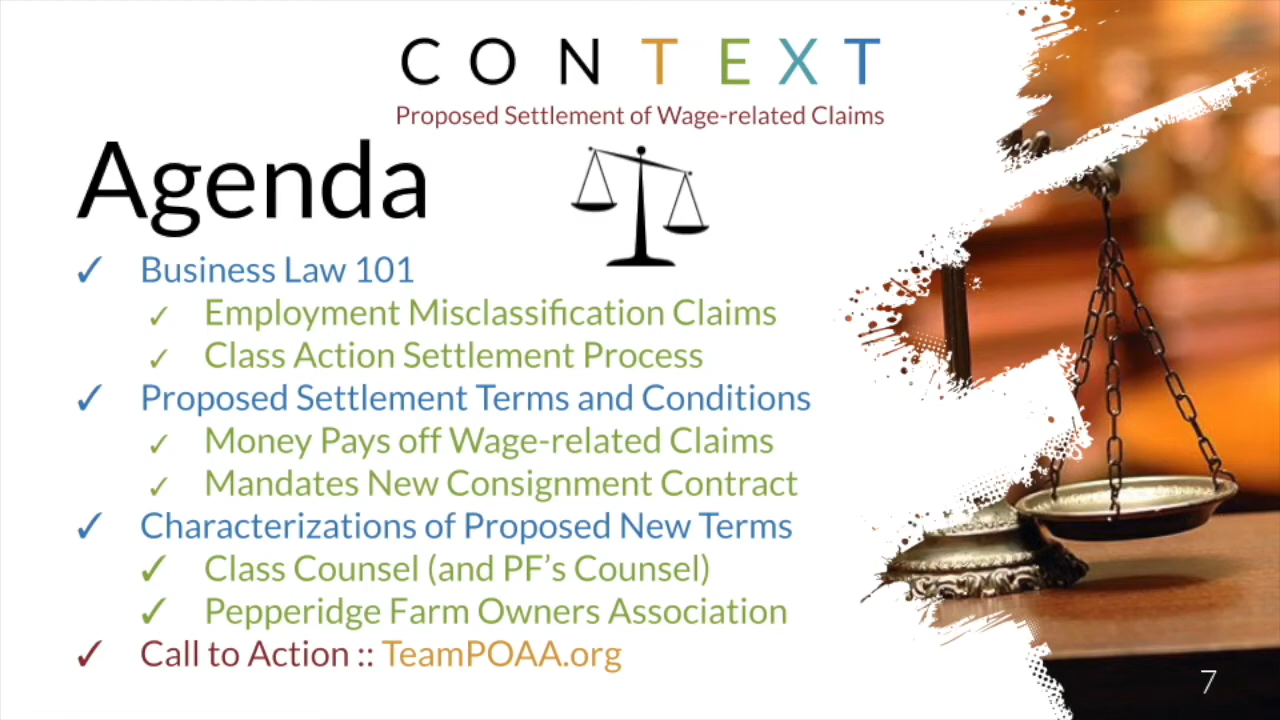 CONTEXT
Proposed Settlement of Wage-related Claims
Agenda
✓ Business Law 101
✓ Employment Misclassification Claims
✓ Class Action Settlement Process
✓ Proposed Settlement Terms and Conditions
✓ Money Pays off Wage-related Claims
✓ Mandates New Consignment Contract
✓ Characterizations of Proposed New Terms
✓ Class Counsel (and PF’s Counsel)
✓ Pepperidge Farm Owners Association
✓ Call to Action :: TeamPOAA.org
7